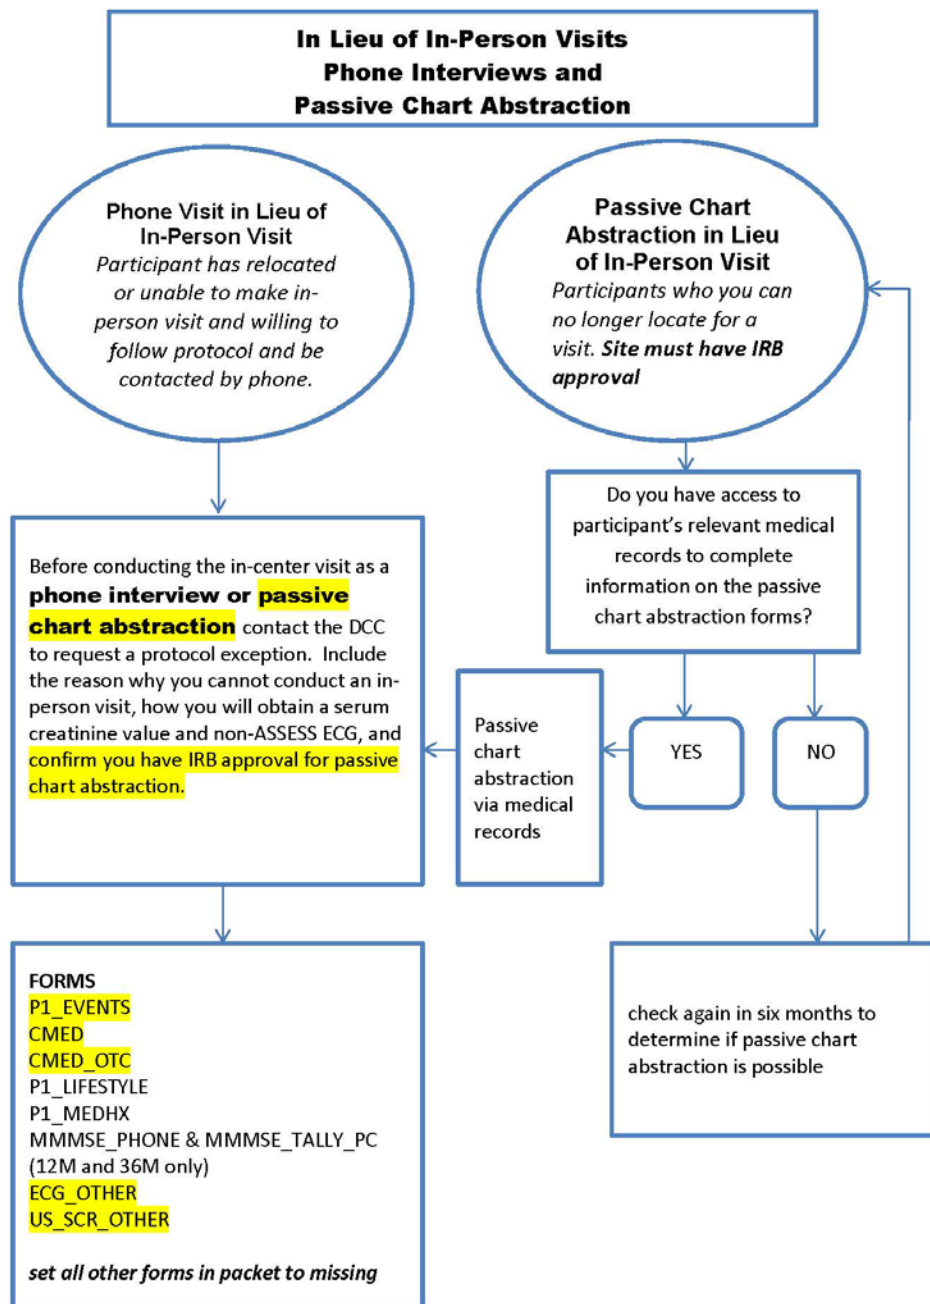 In Lieu of In-Person Visits
Phone Interviews and
Passive Chart Abstraction
Phone Visit in Lieu of
In-Person Visit
Participant has relocated
or unable to make in-
person visit and willing to
follow protocol and be
contacted by phone.
Passive Chart
Abstraction in Lieu
of In-Person Visit
Participants who you can
no longer locate for a
visit. Site must have IRB
approval
Before conducting the in-center visit as a
phone interview or passive
chart abstraction contact the DCC
to request a protocol exception. Include
the reason why you cannot conduct an in-
person visit, how you will obtain a serum
creatinine value and non-ASSESS ECG, and
confirm you have IRB approval for passive
chart abstraction.
Do you have access to
participant's relevant medical
records to complete
information on the passive
chart abstraction forms?
Passive
chart
abstraction
via medical
records
YES
NO
FORMS
P1_EVENTS
CMED
CMED_OTC
P1_LIFESTYLE
P1_MEDHX
MMMSE_PHONE & MMMSE_TALLY_PC
(12M and 36M only)
ECG_OTHER
US_SCR_OTHER
set all other forms in packet to missing
check again in six months to
determine if passive chart
abstraction is possible